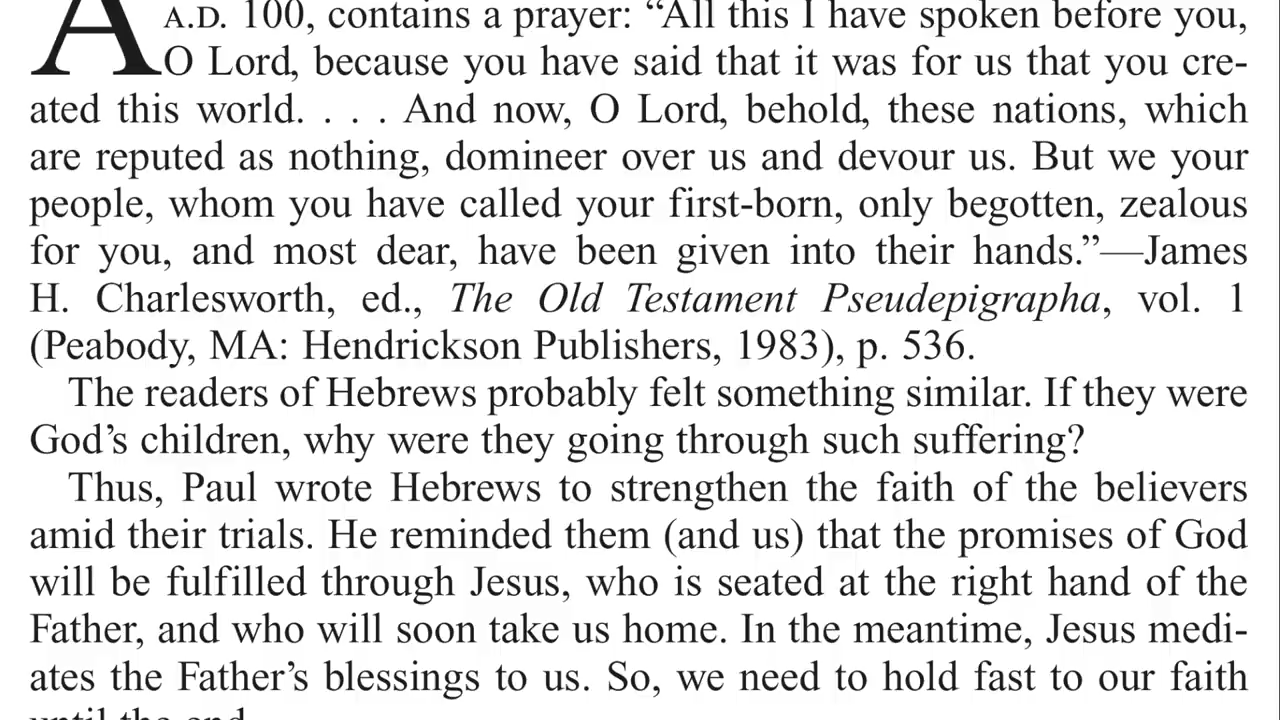 A A.D. 100, contains a prayer: “All this I have spoken before you,
O Lord, because you have said that it was for us that you cre-
ated this world. . . . And now, O Lord, behold, these nations, which
are reputed as nothing, domineer over us and devour us. But we your
people, whom you have called your first-born, only begotten, zealous
for you, and most dear, have been given into their hands.”—James
H. Charlesworth, ed., The Old Testament Pseudepigrapha, vol. 1
(Peabody, MA: Hendrickson Publishers, 1983), p. 536.
The readers of Hebrews probably felt something similar. If they were
God’s children, why were they going through such suffering?
Thus, Paul wrote Hebrews to strengthen the faith of the believers
amid their trials. He reminded them (and us) that the promises of God
will be fulfilled through Jesus, who is seated at the right hand of the
Father, and who will soon take us home. In the meantime, Jesus medi-
ates the Father’s blessings to us. So, we need to hold fast to our faith
until the end.